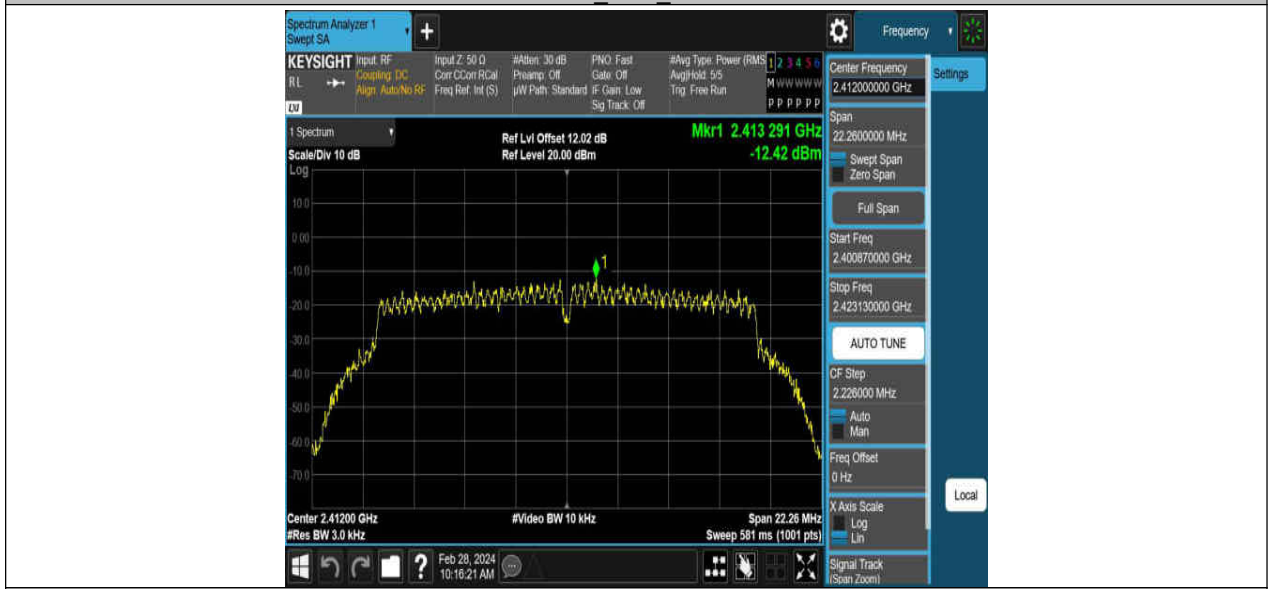 Spectrum Analyzer 1
Swept SA
+
Frequency
KEYSIGHT
RL
LXI
Input: RF
Coupling: DC
Align: Auto/No RF
Input Z: 50 Ω
Corr CCorr RCal
Freq Ref: Int (S)
#Atten: 30 dB
Preamp: Off
µW Path: Standard
PNO: Fast
Gate: Off
IF Gain: Low
Sig Track: Off
#Avg Type: Power (RMS
Avg|Hold: 5/5
Trig: Free Run
1 2 3 4 5 6
M W W W W W
P P P P P P
1 Spectrum
Scale/Div 10 dB
Log
Ref Lvl Offset 12.02 dB
Ref Level 20.00 dBm
Mkr1 2.413 291 GHz
-12.42 dBm
10.0
0.00
-10.0
-20.0
-30.0
-40.0
-50.0
-60.0
-70.0
1
Center 2.41200 GHz
#Res BW 3.0 kHz
#Video BW 10 kHz
Span 22.26 MHz
Sweep 581 ms (1001 pts)
Center Frequency
2.412000000 GHz
Settings
Span
22.2600000 MHz
Swept Span
Zero Span
Full Span
Start Freq
2.400870000 GHz
Stop Freq
2.423130000 GHz
AUTO TUNE
CF Step
2.226000 MHz
Auto
Man
Freq Offset
0 Hz
X Axis Scale
Log
Lin
Signal Track
(Span Zoom)
Local
?
Feb 28, 2024
10:16:21 AM